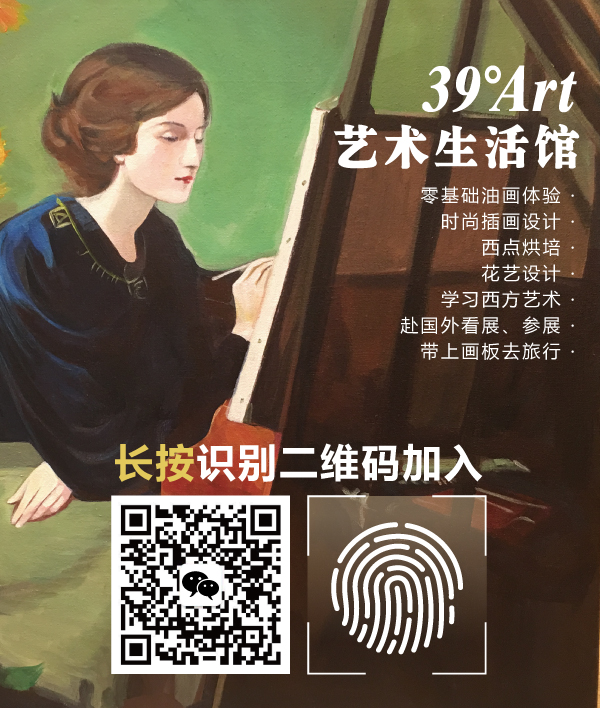 39°Art
艺术生活馆
零基础油画体验 ·
时尚插画设计 ·
西点烘培 ·
花艺设计 ·
学习西方艺术 ·
赴国外看展、参展 ·
带上画板去旅行 ·
长按识别二维码加入